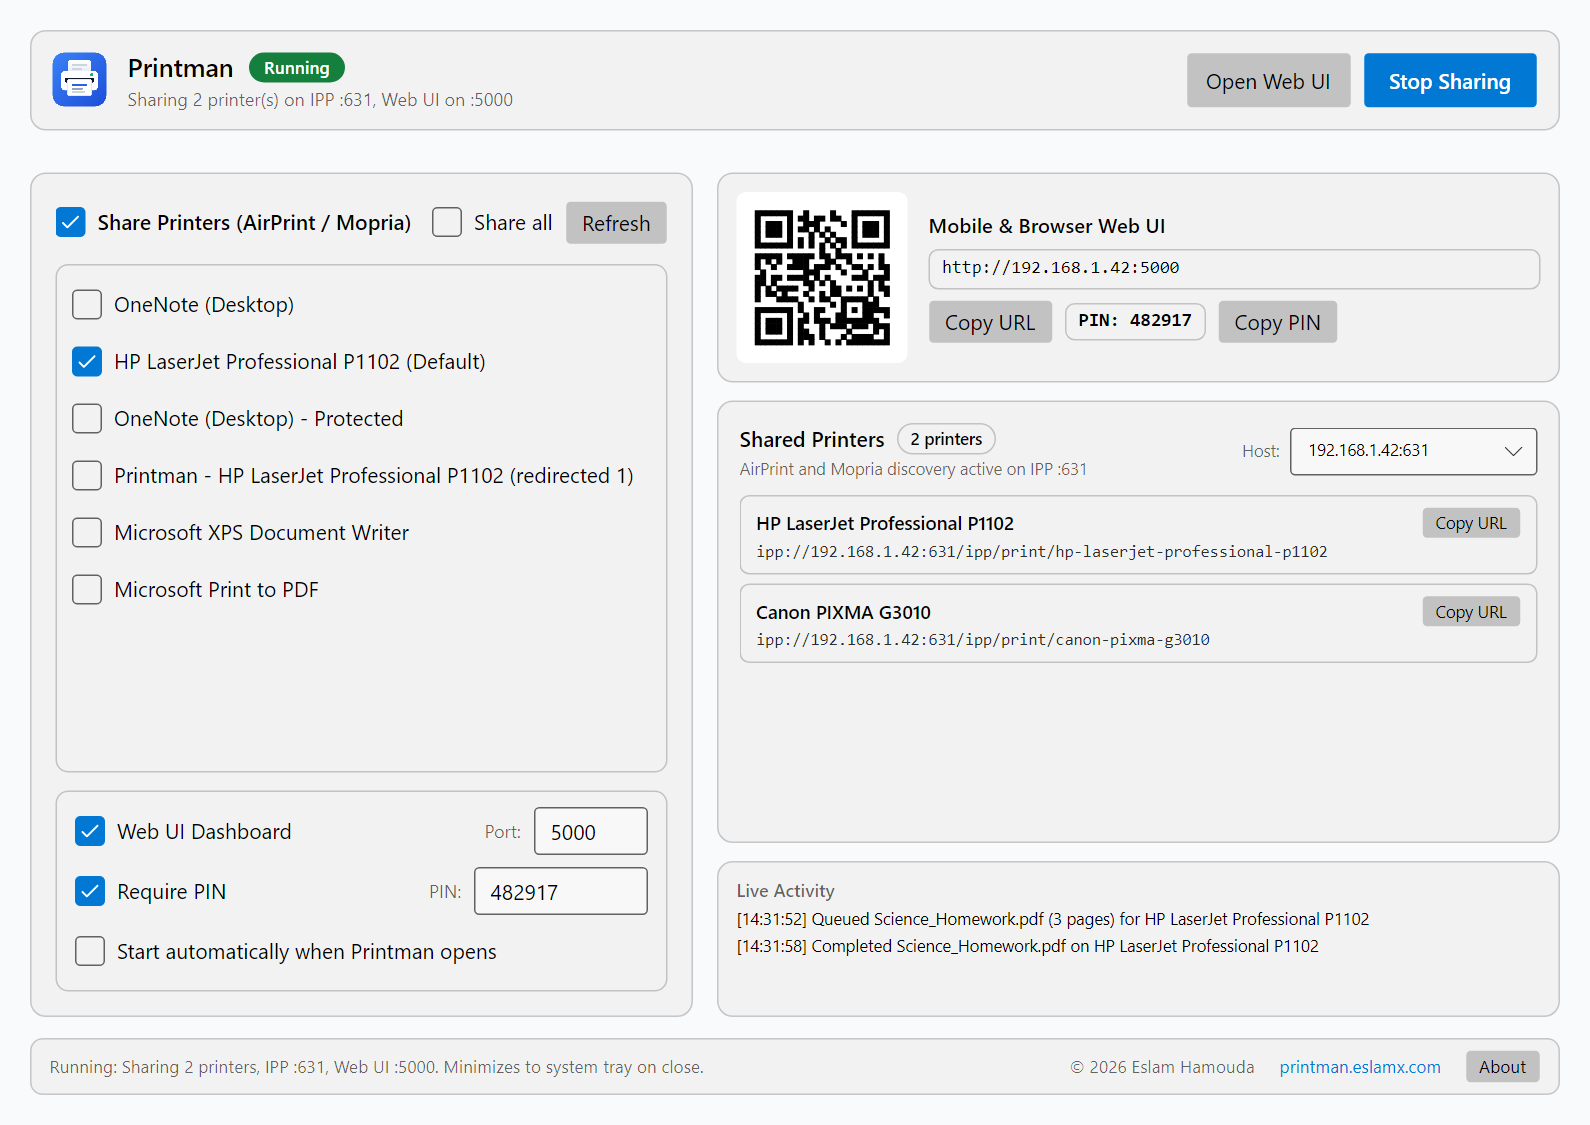 Printman Running
Sharing 2 printer(s) on IPP :631, Web UI on :5000
Open Web UI
Stop Sharing
Share Printers (AirPrint / Mopria)
Share all
Refresh
OneNote (Desktop)
HP LaserJet Professional P1102 (Default)
OneNote (Desktop) - Protected
Printman - HP LaserJet Professional P1102 (redirected 1)
Microsoft XPS Document Writer
Microsoft Print to PDF
Web UI Dashboard
Port: 5000
Require PIN
PIN: 482917
Start automatically when Printman opens
Mobile & Browser Web UI
http://192.168.1.42:5000
Copy URL
PIN: 482917
Copy PIN
Shared Printers
2 printers
AirPrint and Mopria discovery active on IPP :631
Host: 192.168.1.42:631
HP LaserJet Professional P1102
ipp://192.168.1.42:631/ipp/print/hp-laserjet-professional-p1102
Copy URL
Canon PIXMA G3010
ipp://192.168.1.42:631/ipp/print/canon-pixma-g3010
Copy URL
Live Activity
[14:31:52] Queued Science_Homework.pdf (3 pages) for HP LaserJet Professional P1102
[14:31:58] Completed Science_Homework.pdf on HP LaserJet Professional P1102
Running: Sharing 2 printers, IPP :631, Web UI :5000. Minimizes to system tray on close.
© 2026 Eslam Hamouda
printman.eslamx.com
About